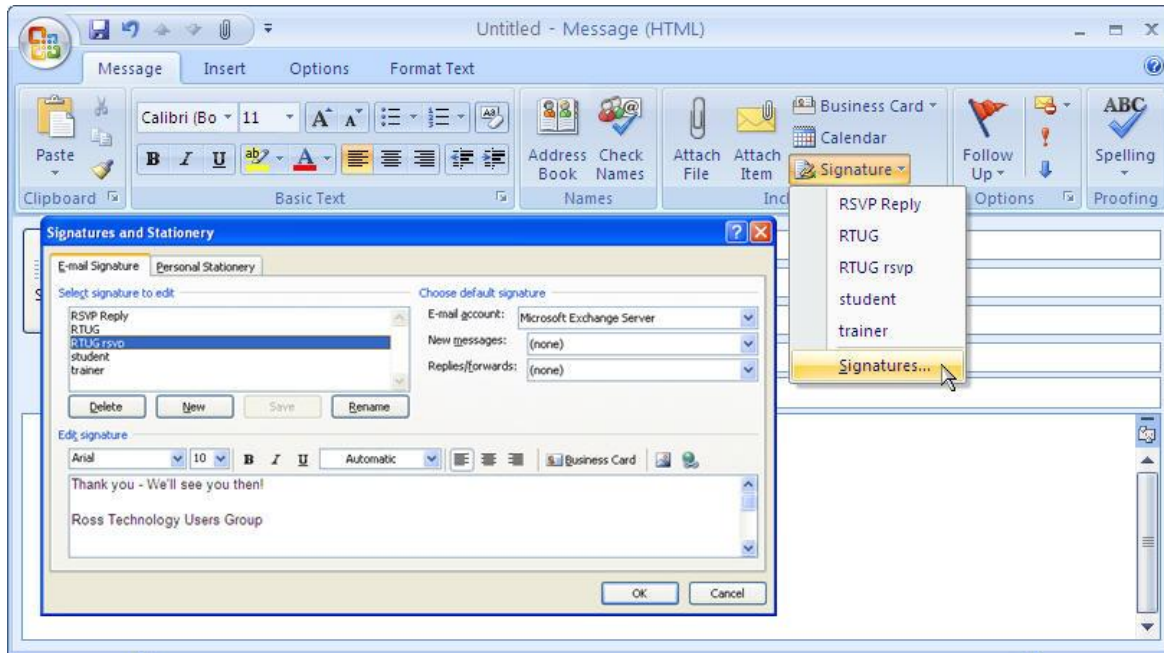 Untitled - Message (HTML)
Message Insert Options Format Text
Calibri (Bo 11
Paste
B I U ab A
Address Book
Check Names
Attach File
Attach Item
Business Card
Calendar
Signature
Follow Up
ABC
Spelling
Clipboard Basic Text Names Incl Options Proofing
RSVP Reply
RTUG
RTUG rsvp
student
trainer
Signatures...
Signatures and Stationery
E-mail Signature Personal Stationery
Select signature to edit
RSVP Reply
RTUG
RTUG rsvp
student
trainer
Delete New Save Rename
Choose default signature
E-mail account: Microsoft Exchange Server
New messages: (none)
Replies/forwards: (none)
Edit signature
Arial 10 B I U Automatic Business Card
Thank you - We'll see you then!
Ross Technology Users Group
OK Cancel